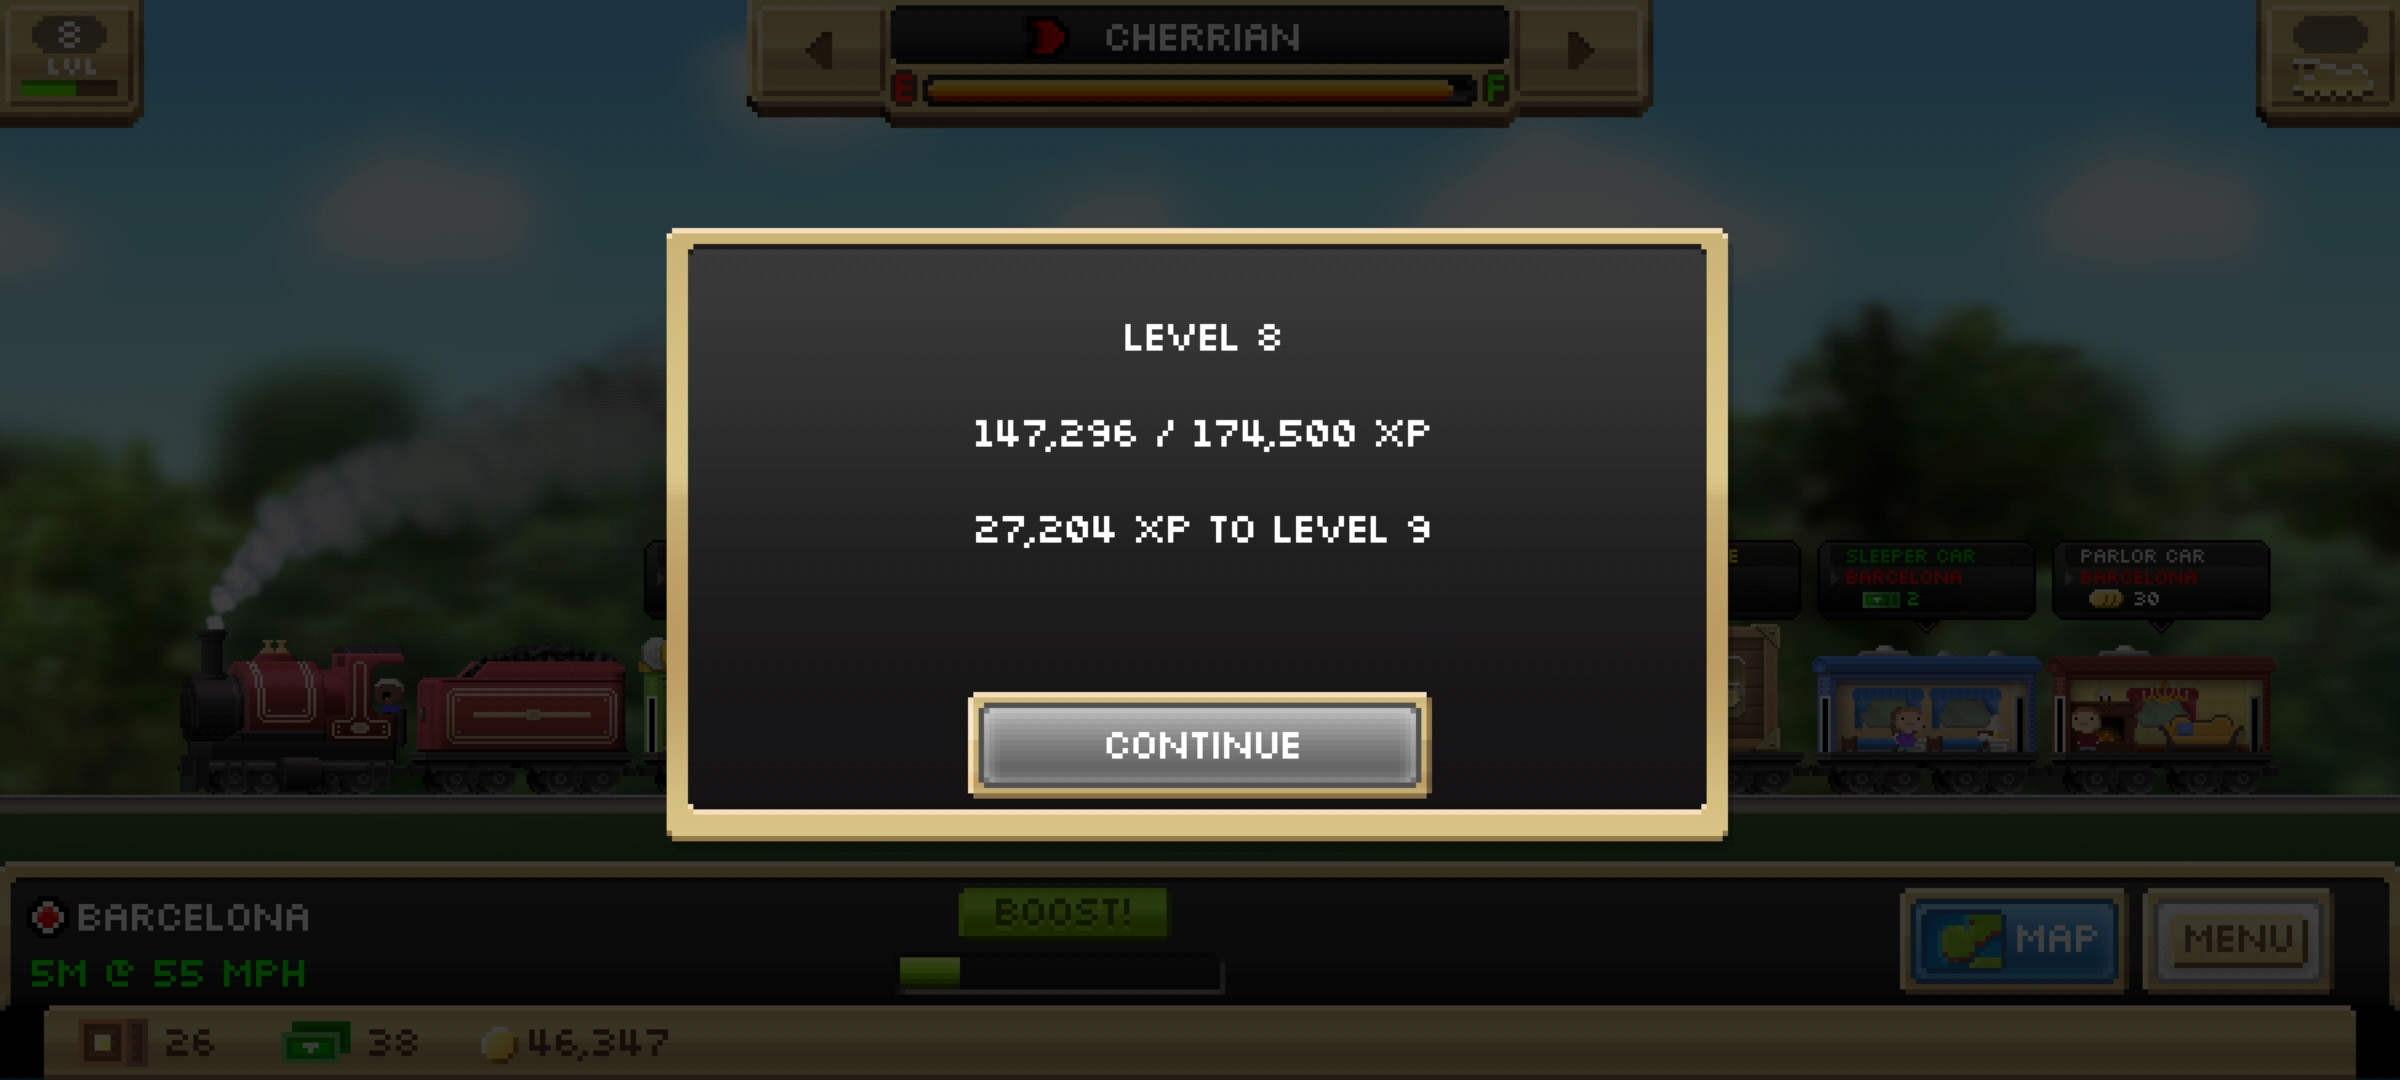 8
LVL
CHERRIAN
E F
LEVEL 8
147,296 / 174,500 XP
27,204 XP TO LEVEL 9
CONTINUE
E
SLEEPER CAR
BARCELONA
2
PARLOR CAR
BARCELONA
30
BARCELONA
5M @ 55 MPH
BOOST!
MAP
MENU
26
38
46,347